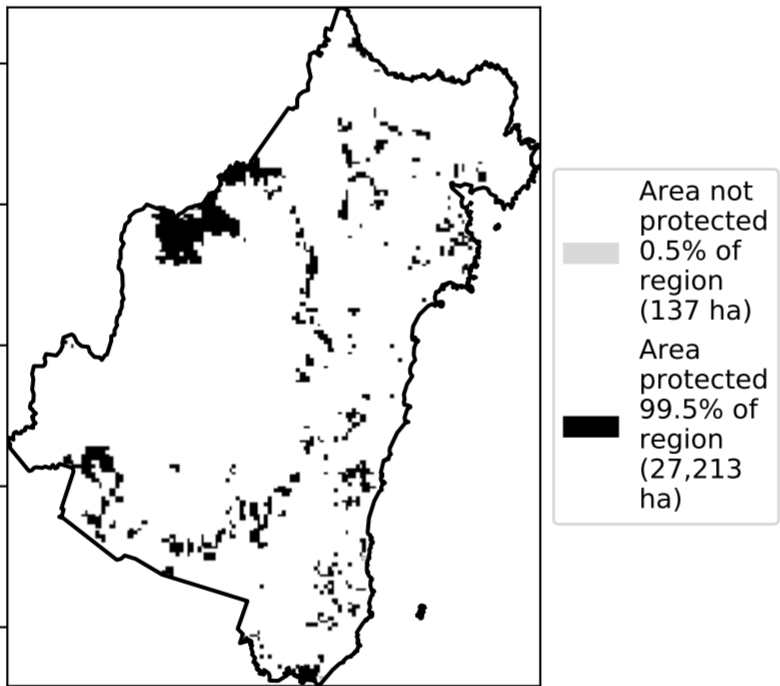 Area not
protected
0.5% of
region
(137 ha)
Area
protected
99.5% of
region
(27,213
ha)